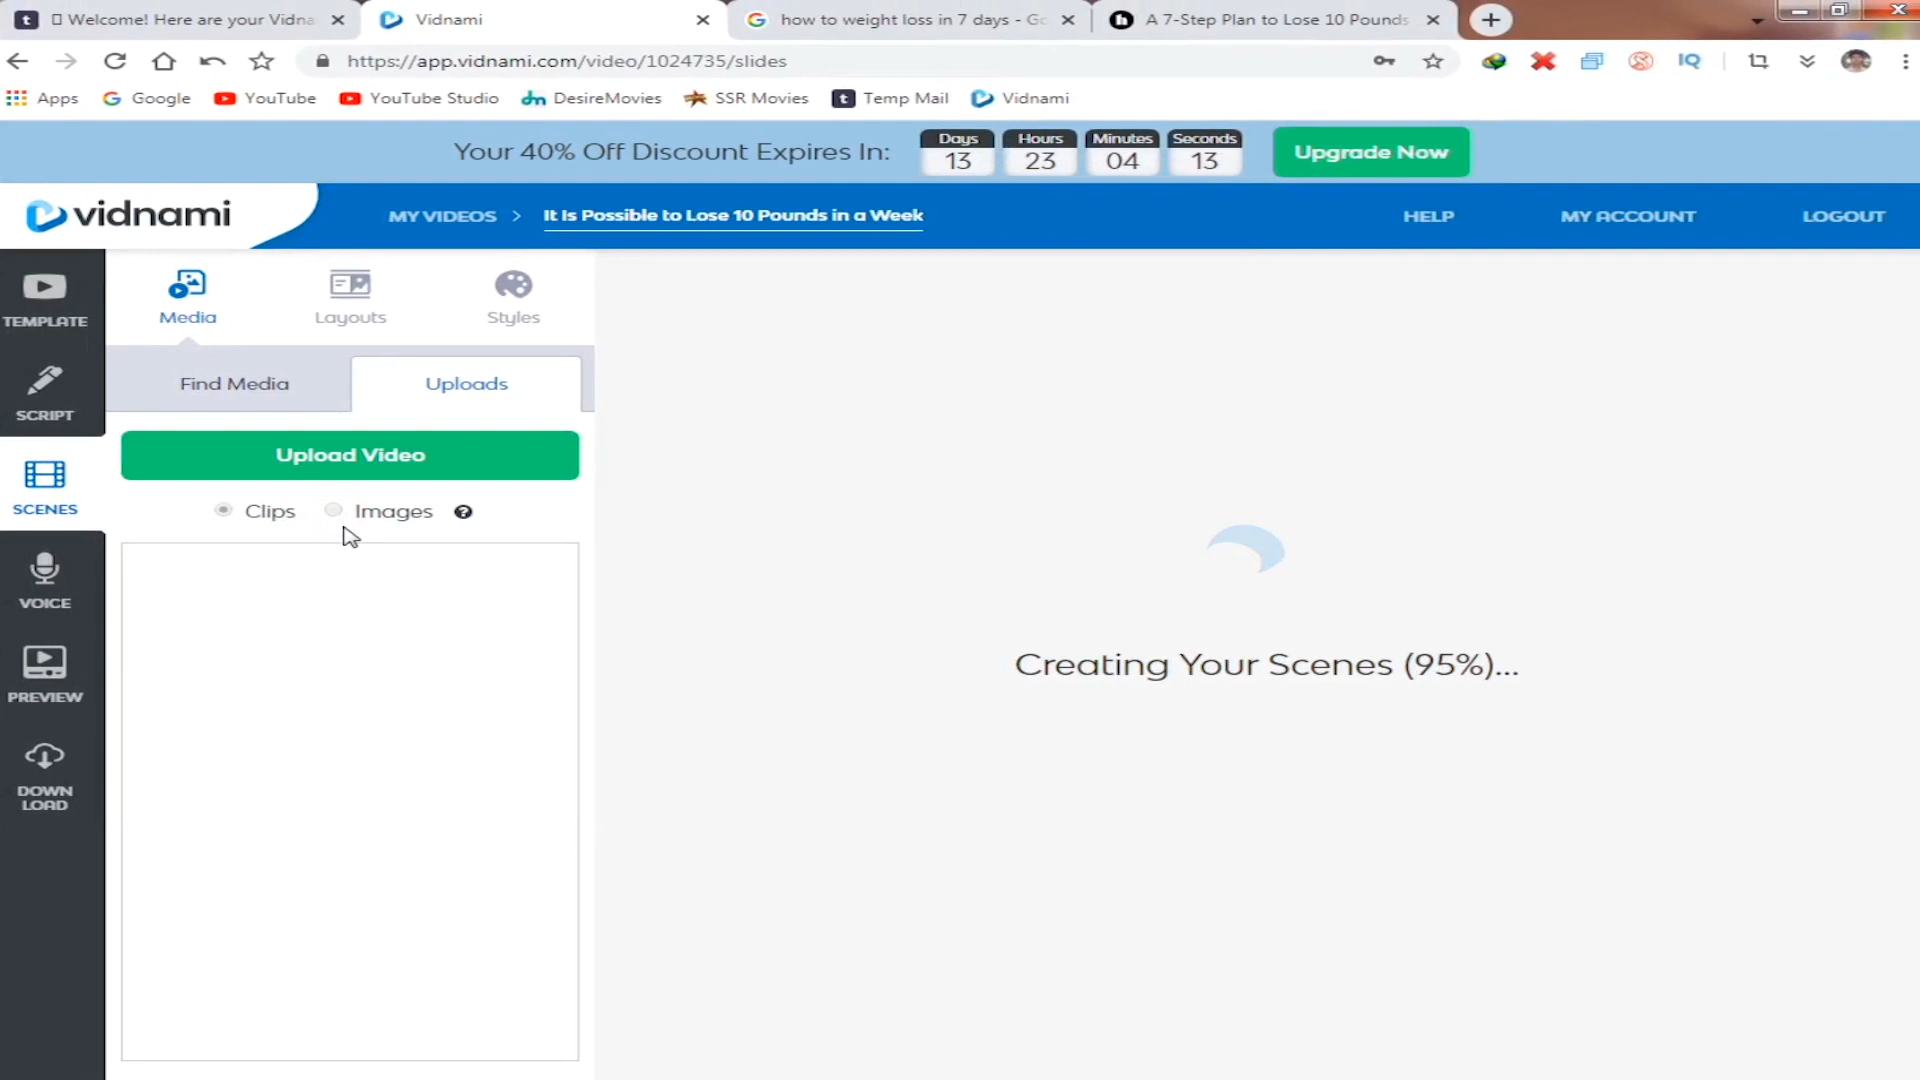 Welcome! Here are your Vidna
Vidnami
how to weight loss in 7 days - Go
A 7-Step Plan to Lose 10 Pounds
https://app.vidnami.com/video/1024735/slides
IQ
Apps
Google
YouTube
YouTube Studio
dm DesireMovies
SSR Movies
t Temp Mail
Vidnami
Your 40% Off Discount Expires In:
Days Hours Minutes Seconds
13 23 04 13
Upgrade Now
vidnami
MY VIDEOS > It Is Possible to Lose 10 Pounds in a Week
HELP
MY ACCOUNT
LOGOUT
TEMPLATE
SCRIPT
SCENES
VOICE
PREVIEW
DOWN
LOAD
Media
Layouts
Styles
Find Media
Uploads
Upload Video
Clips
Images
?
Creating Your Scenes (95%)...